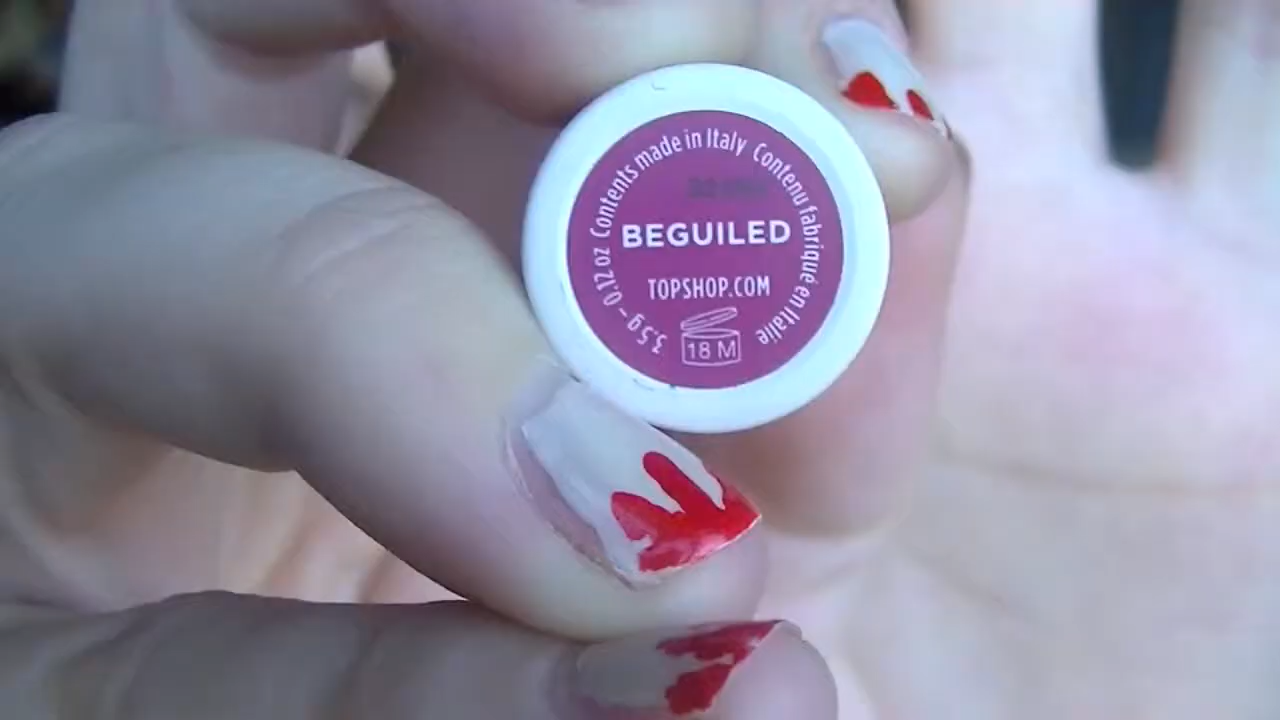 3,5g – 0.12 oz Contents made in Italy Contenu fabriqué en Italie
BEGUILED
TOPSHOP.COM
18 M